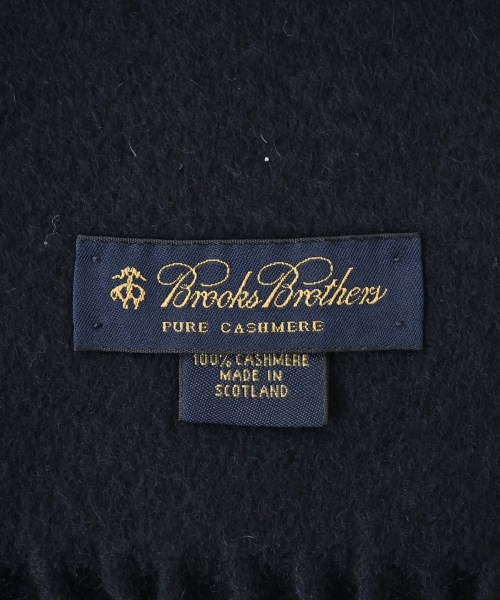 Brooks Brothers
PURE CASHMERE
100% CASHMERE
MADE IN
SCOTLAND